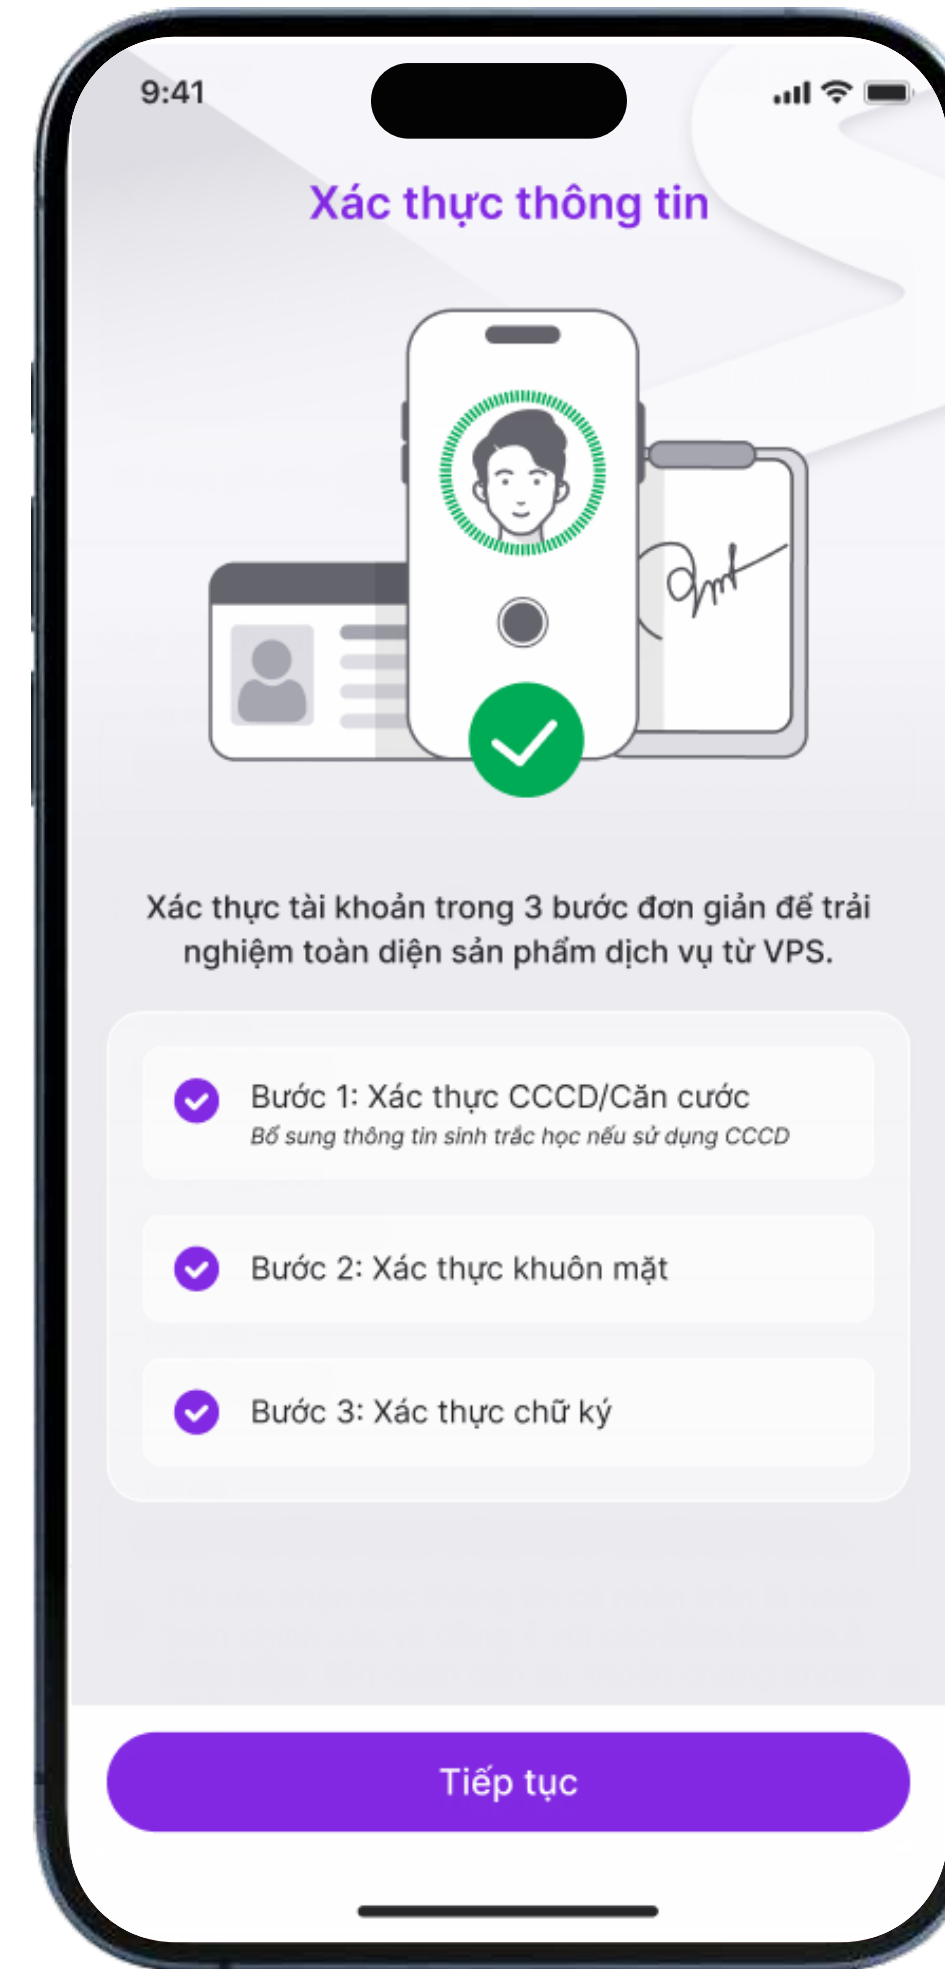 9:41
Xác thực thông tin
Xác thực tài khoản trong 3 bước đơn giản để trải
nghiệm toàn diện sản phẩm dịch vụ từ VPS.
Bước 1: Xác thực CCCD/Căn cước
Bổ sung thông tin sinh trắc học nếu sử dụng CCCD
Bước 2: Xác thực khuôn mặt
Bước 3: Xác thực chữ ký
Tiếp tục